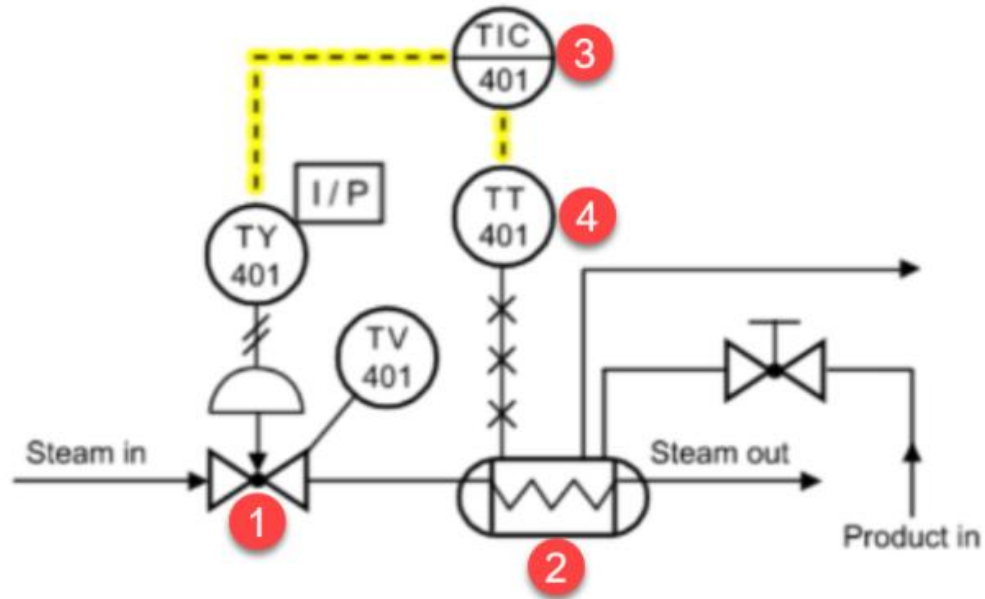 TIC
401
3
I / P
TT
401
4
TY
401
TV
401
Steam in
Steam out
1
Product in
2